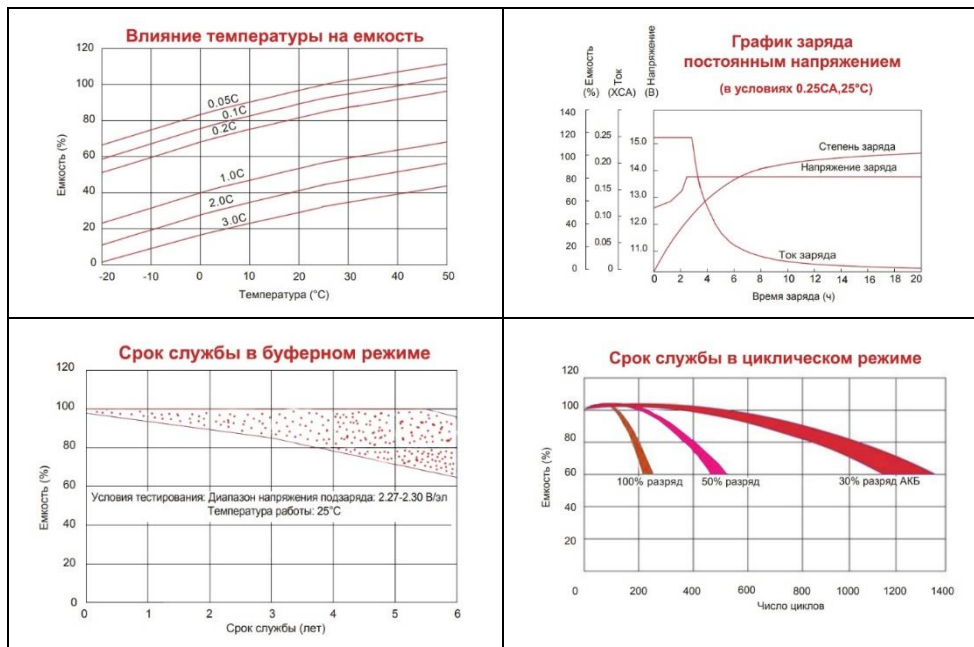 Влияние температуры на емкость
120
100
80
60
40
20
0
Емкость (%)
0.05C
0.1C
0.2C
1.0C
2.0C
3.0C
-20 -10 0 10 20 30 40 50
Температура (°C)
График заряда
постоянным напряжением
(в условиях 0.25CA,25°C)
Емкость (%)
Ток (XCA)
Напряжение (В)
140
120 0.25 15.0
100 0.20 14.0
80 0.15 13.0
60 0.10 12.0
40
20 0.05 11.0
0 0
Степень заряда
Напряжение заряда
Ток заряда
0 2 4 6 8 10 12 14 16 18 20
Время заряда (ч)
Срок службы в буферном режиме
120
100
80
60
40
20
0
Емкость (%)
Условия тестирования: Диапазон напряжения подзаряда: 2.27-2.30 В/эл
Температура работы: 25°C
0 1 2 3 4 5 6
Срок службы (лет)
Срок службы в циклическом режиме
120
100
80
60
40
20
0
Емкость (%)
100% разряд 50% разряд 30% разряд АКБ
0 200 400 600 800 1000 1200 1400
Число циклов